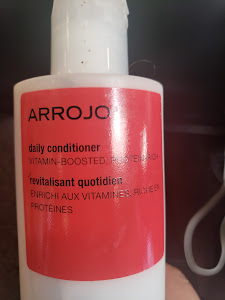 ARROJO
daily conditioner
VITAMIN-BOOSTED, PROTEIN-RICH
revitalisant quotidien
ENRICHI AUX VITAMINES, RICHE EN
PROTÉINES